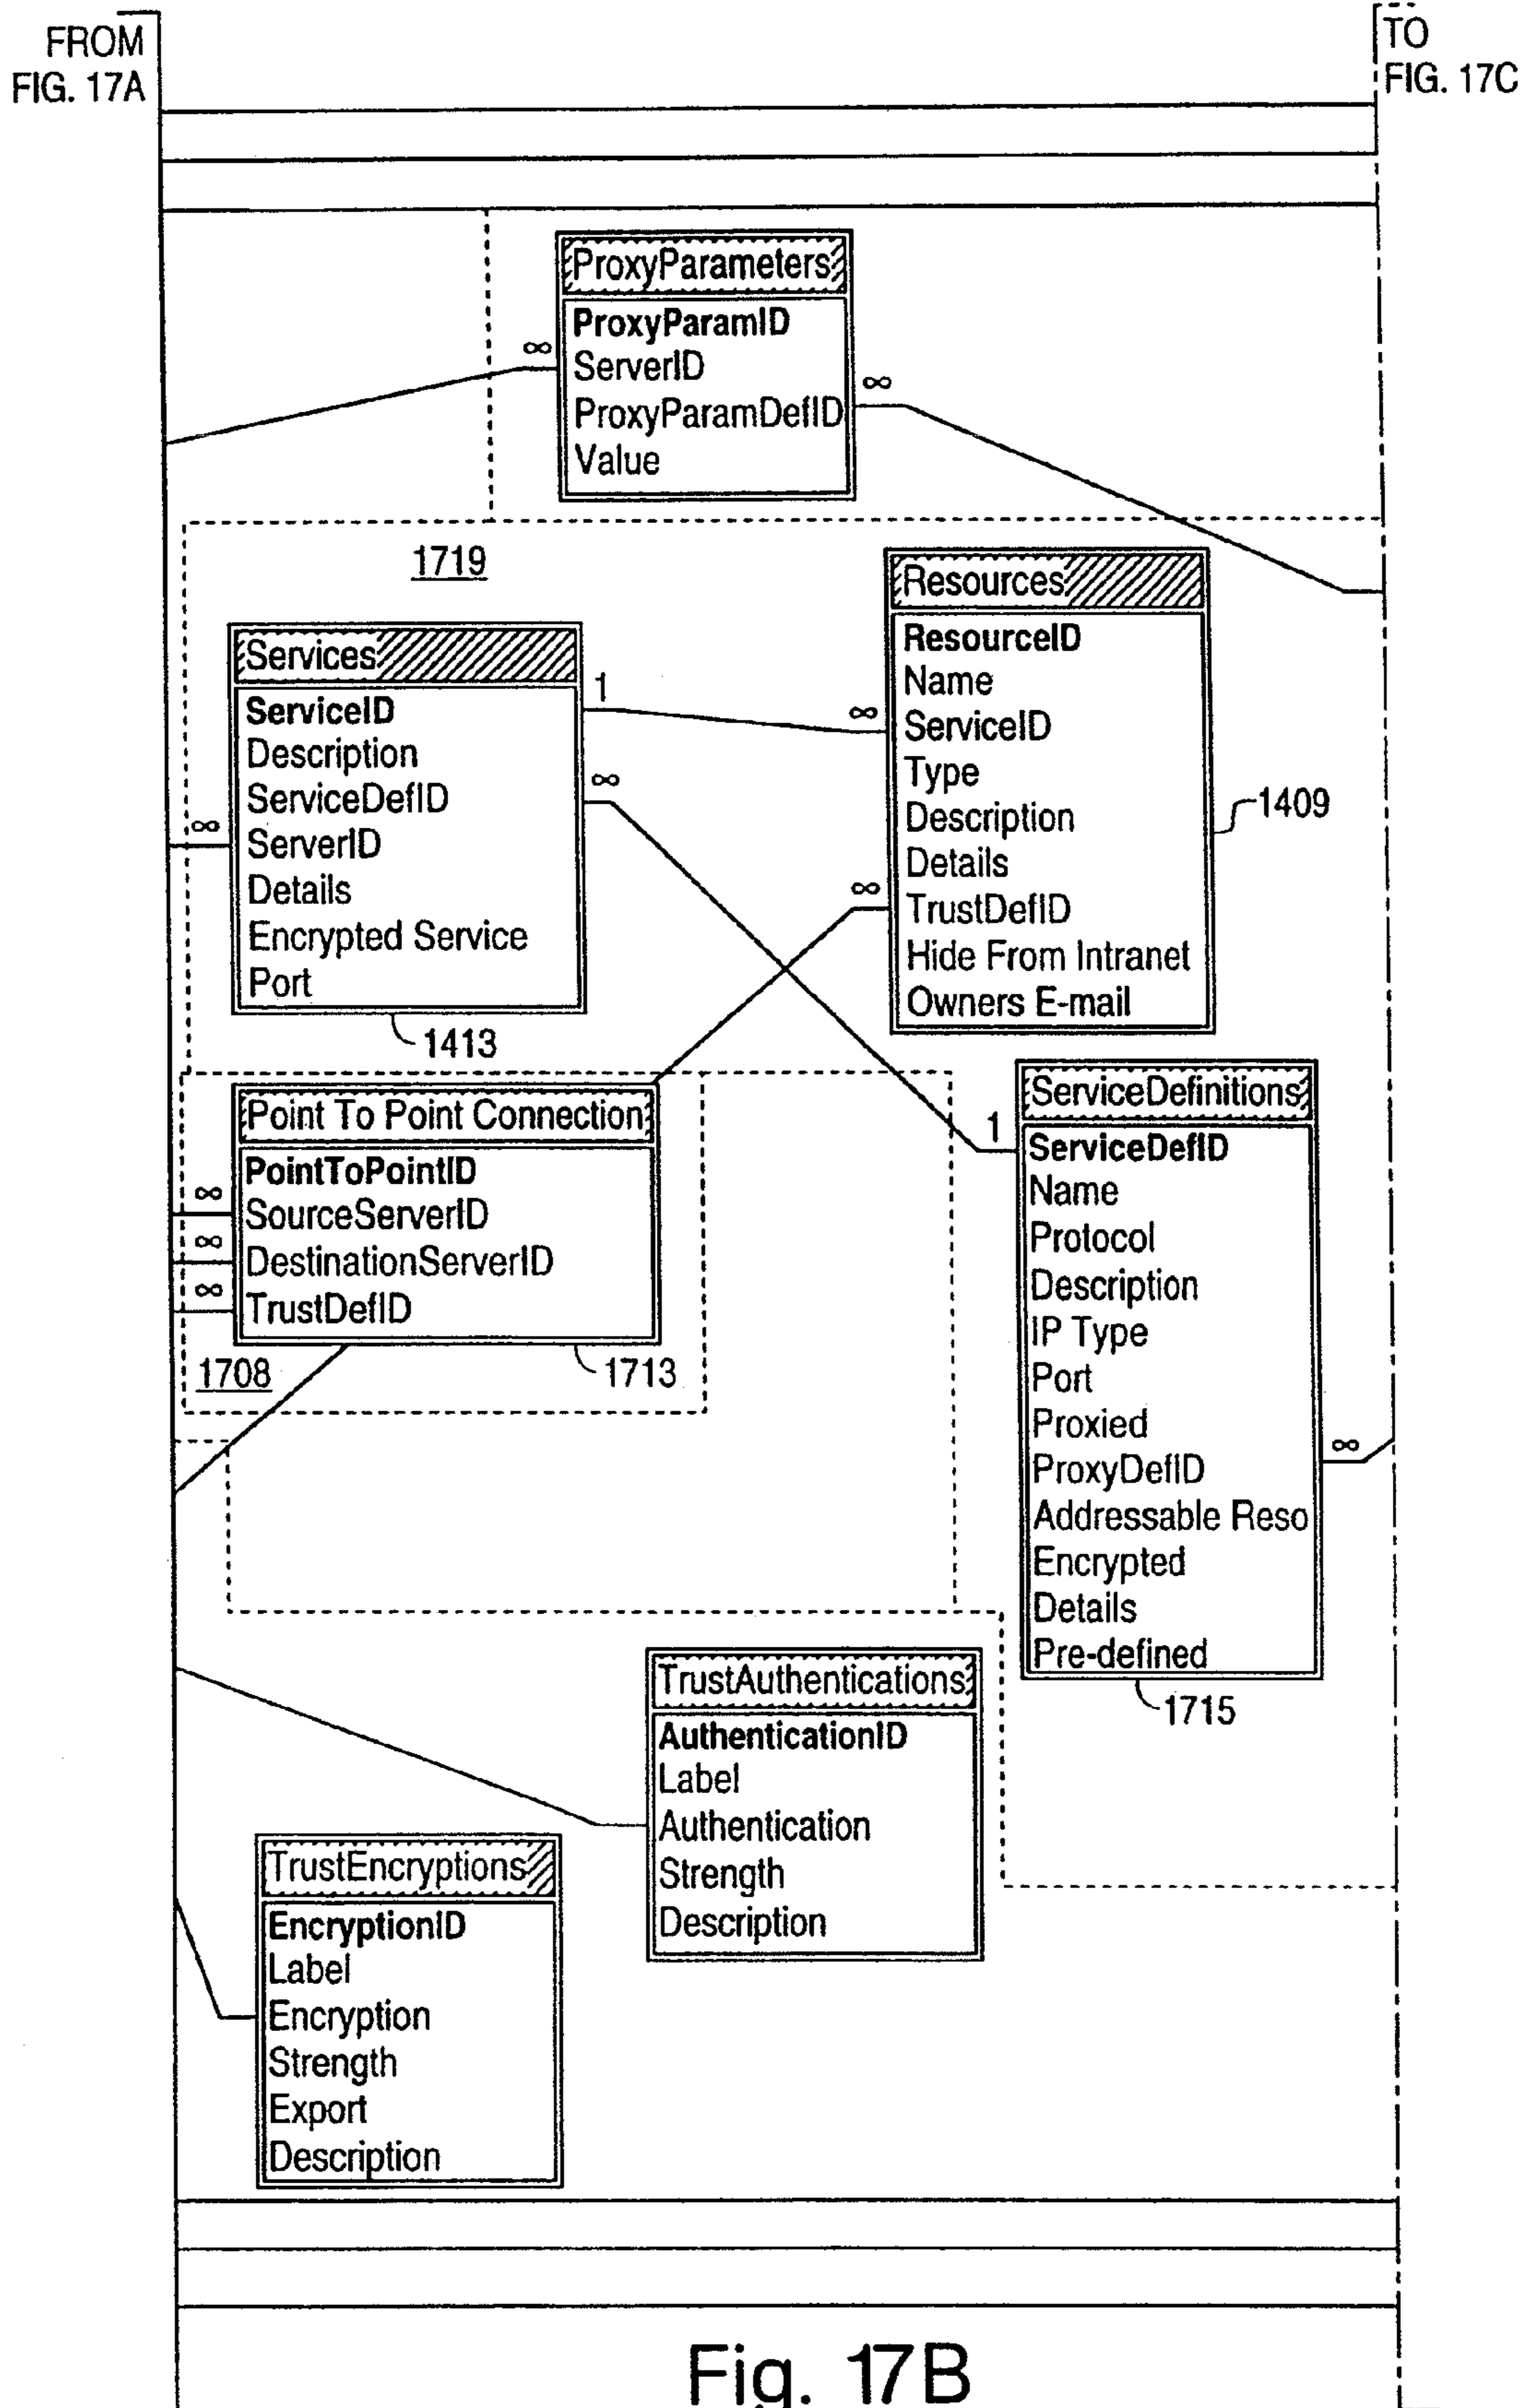 FROM
FIG. 17A
TO
FIG. 17C
ProxyParameters
ProxyParamID
ServerID
ProxyParamDefID
Value
∞
∞
1719
Services
ServiceID
Description
ServiceDefID
ServerID
Details
Encrypted Service
Port
1413
∞
1
∞
Resources
ResourceID
Name
ServiceID
Type
Description
Details
TrustDefID
Hide From Intranet
Owners E-mail
∞
∞
1409
Point To Point Connection
PointToPointID
SourceServerID
DestinationServerID
TrustDefID
∞
∞
∞
1708
1713
ServiceDefinitions
ServiceDefID
Name
Protocol
Description
IP Type
Port
Proxied
ProxyDefID
Addressable Reso
Encrypted
Details
Pre-defined
1
∞
1715
TrustAuthentications
AuthenticationID
Label
Authentication
Strength
Description
TrustEncryptions
EncryptionID
Label
Encryption
Strength
Export
Description
Fig. 17B